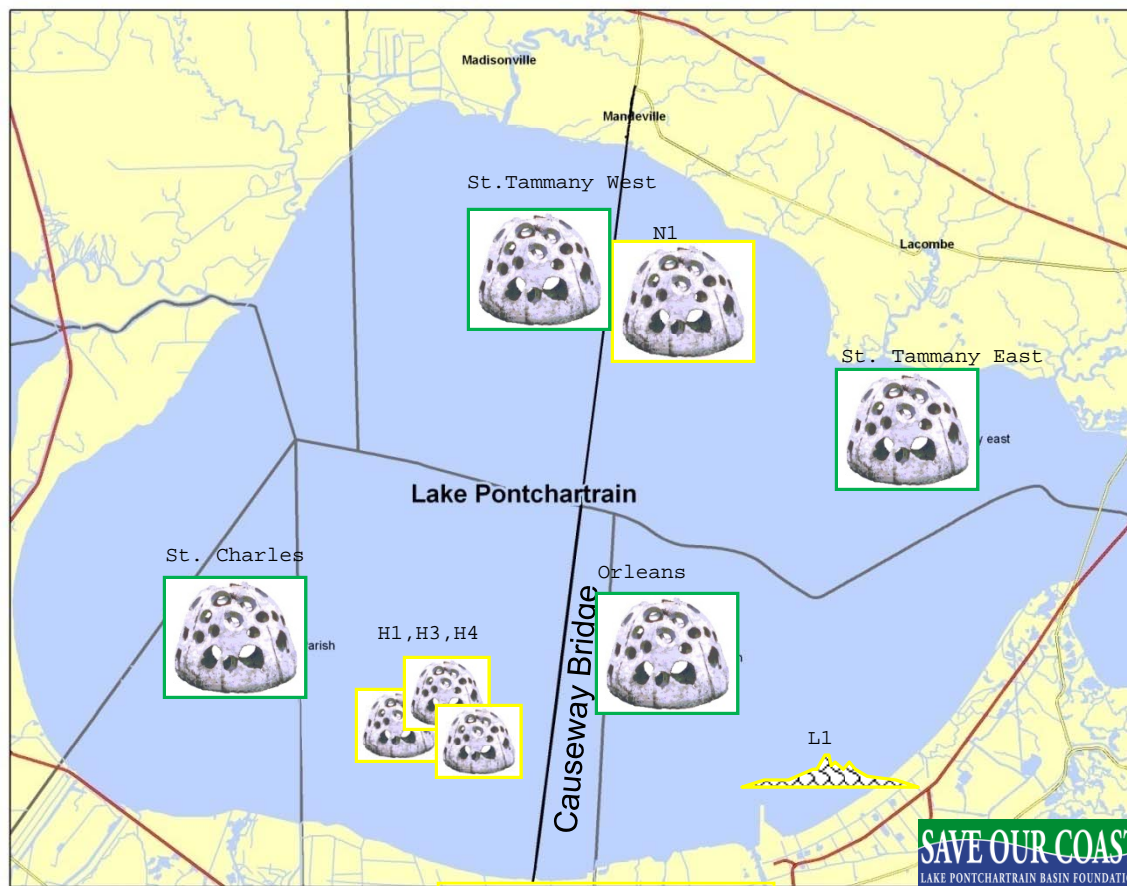 Madisonville
Mandeville
St.Tammany West
N1
Lacombe
St. Tammany East
y east
Lake Pontchartrain
St. Charles
Orleans
H1,H3,H4
arish
n
Causeway Bridge
L1
SAVE OUR COAST
LAKE PONTCHARTRAIN BASIN FOUNDATIO